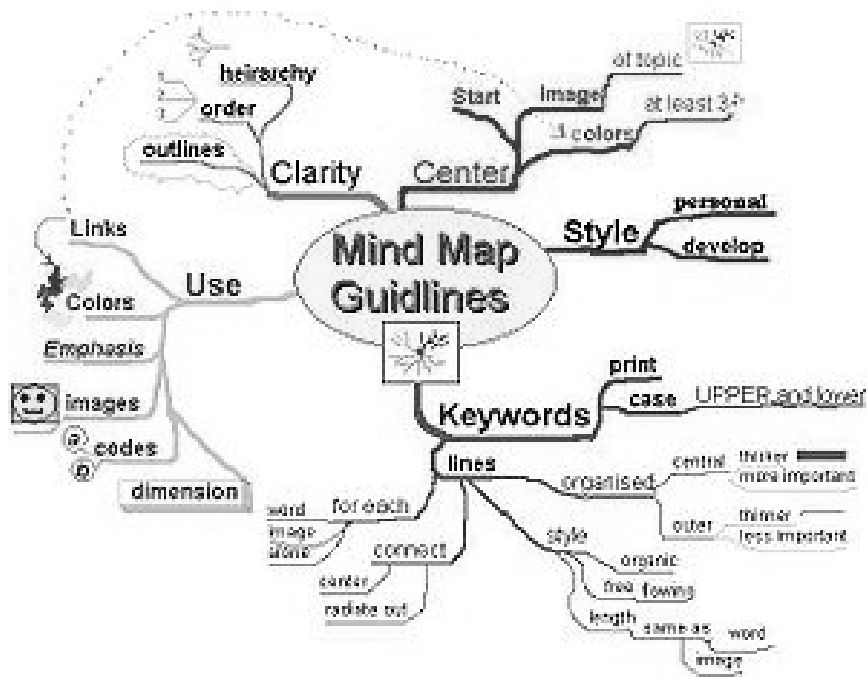 Mind Map
Guidlines
Center
Start
image
of topic
colors
at least 3
Style
personal
develop
Keywords
print
case
UPPER and lower
lines
organised
central
thicker
more important
outer
thinner
less important
style
organic
free flowing
length
same as
word
image
connect
center
radiate out
for each
word
image
alone
Use
Links
Colors
Emphasis
images
codes
dimension
Clarity
heirarchy
order
outlines